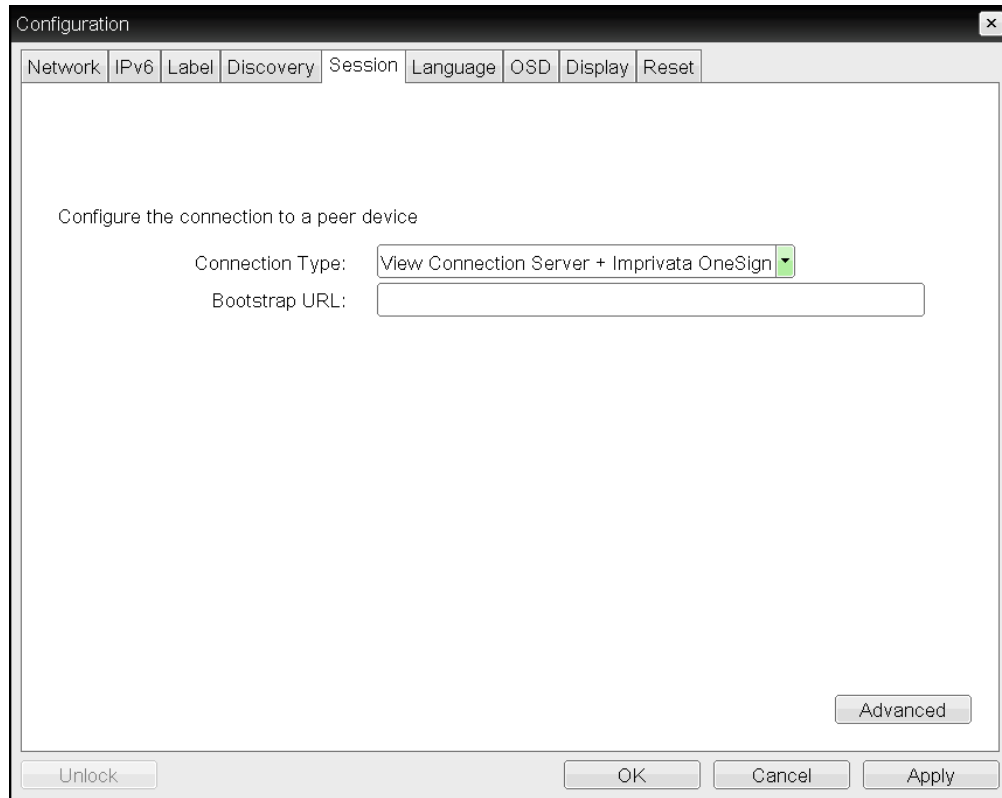 Configuration
Network IPv6 Label Discovery Session Language OSD Display Reset
Configure the connection to a peer device
Connection Type: View Connection Server + Imprivata OneSign
Bootstrap URL:
Advanced
Unlock OK Cancel Apply